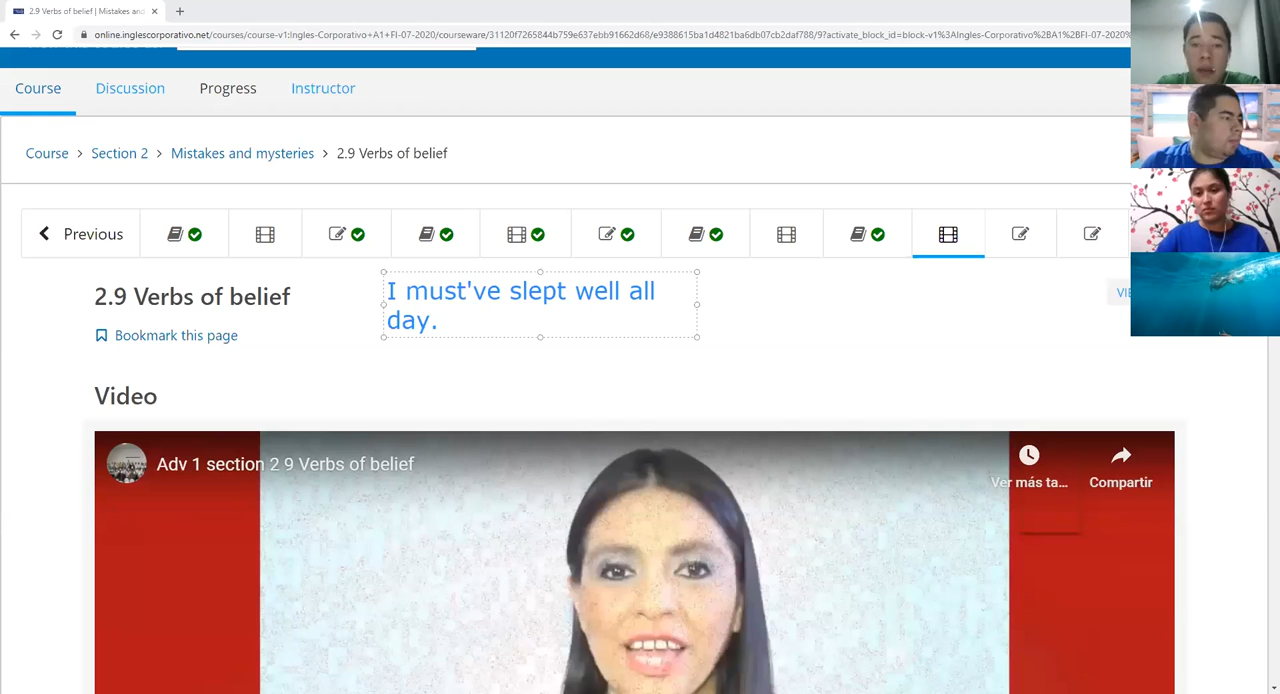 2.9 Verbs of belief | Mistakes and
online.inglescorporativo.net/courses/course-v1:Ingles-Corporativo+A1+FI-07-2020/courseware/31120f7265844b759e637ebb91662d68/e9388615ba1d4821ba6db07cb2daf788/9?activate_block_id=block-v1%3AIngles-Corporativo%2BA1%2BFI-07-2020%
Course Discussion Progress Instructor
Course > Section 2 > Mistakes and mysteries > 2.9 Verbs of belief
Previous
2.9 Verbs of belief
I must've slept well all
day.
VIE
Bookmark this page
Video
Adv 1 section 2 9 Verbs of belief
Ver más ta... Compartir